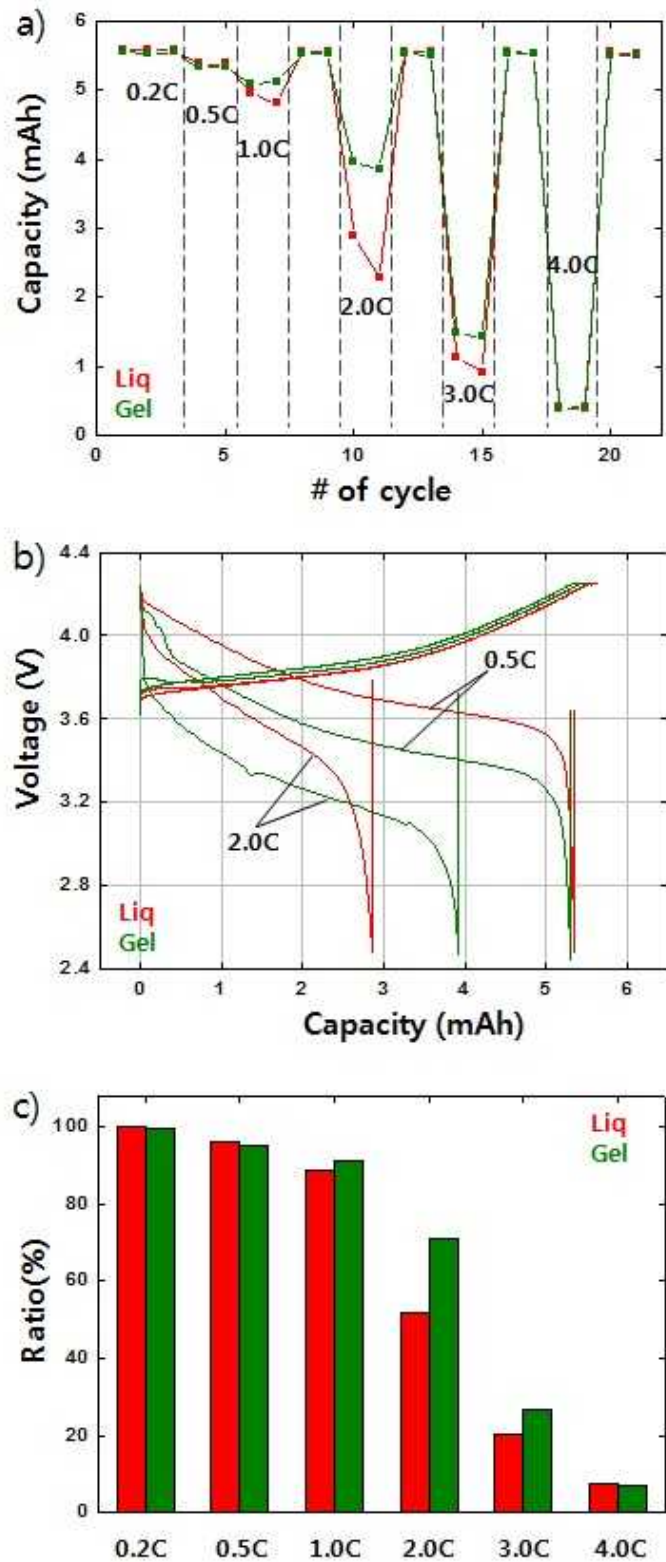 a)
6
5
4
3
2
1
0
Capacity (mAh)
0.2C
0.5C
1.0C
2.0C
3.0C
4.0C
Liq
Gel
0 5 10 15 20
# of cycle
b)
4.4
4.0
3.6
3.2
2.8
2.4
Voltage (V)
0.5C
2.0C
Liq
Gel
0 1 2 3 4 5 6
Capacity (mAh)
c)
100
80
60
40
20
0
Ratio(%)
Liq
Gel
0.2C 0.5C 1.0C 2.0C 3.0C 4.0C